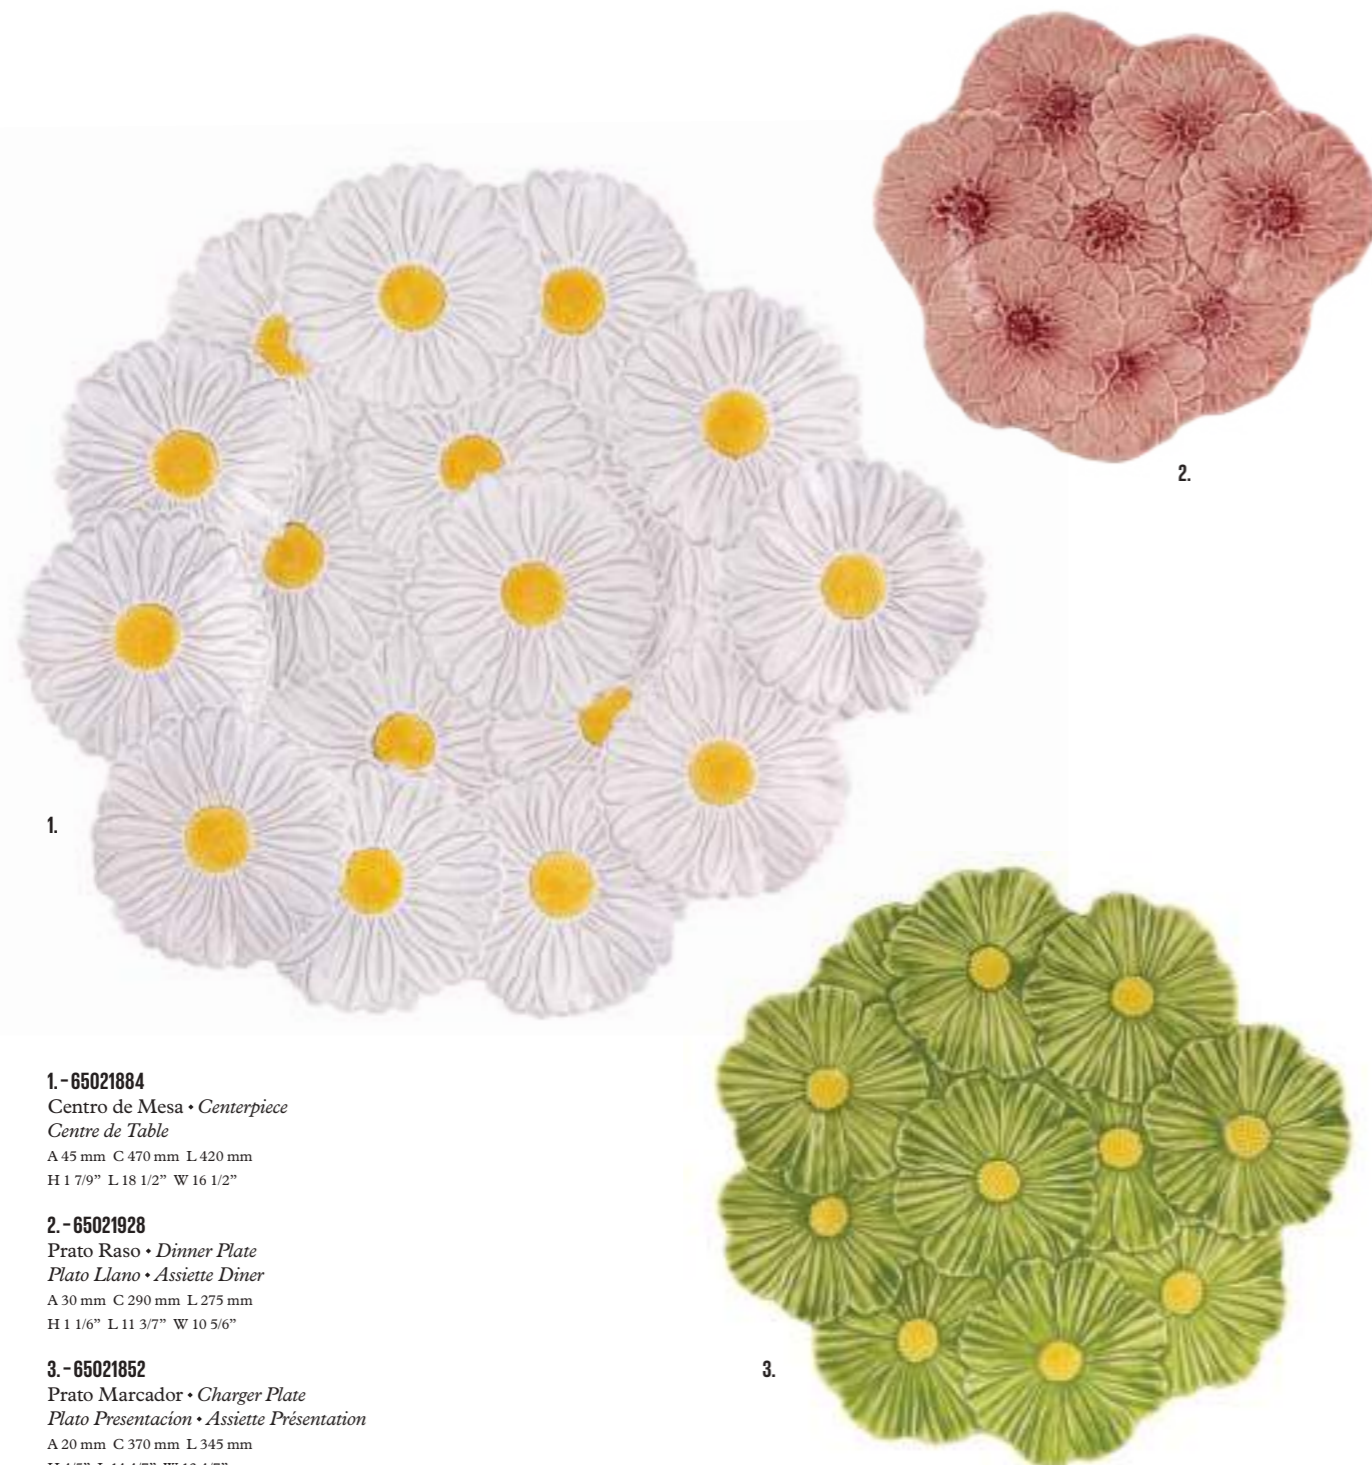 2.
1.
1. – 65021884
Centro de Mesa • Centerpiece
Centre de Table
A 45 mm C 470 mm L 420 mm
H 1 7/9” L 18 1/2” W 16 1/2”
2. – 65021928
Prato Raso • Dinner Plate
Plato Llano • Assiette Diner
A 30 mm C 290 mm L 275 mm
H 1 1/6” L 11 3/7” W 10 5/6”
3. – 65021852
Prato Marcador • Charger Plate
Plato Presentacíon • Assiette Présentation
A 20 mm C 370 mm L 345 mm
3.